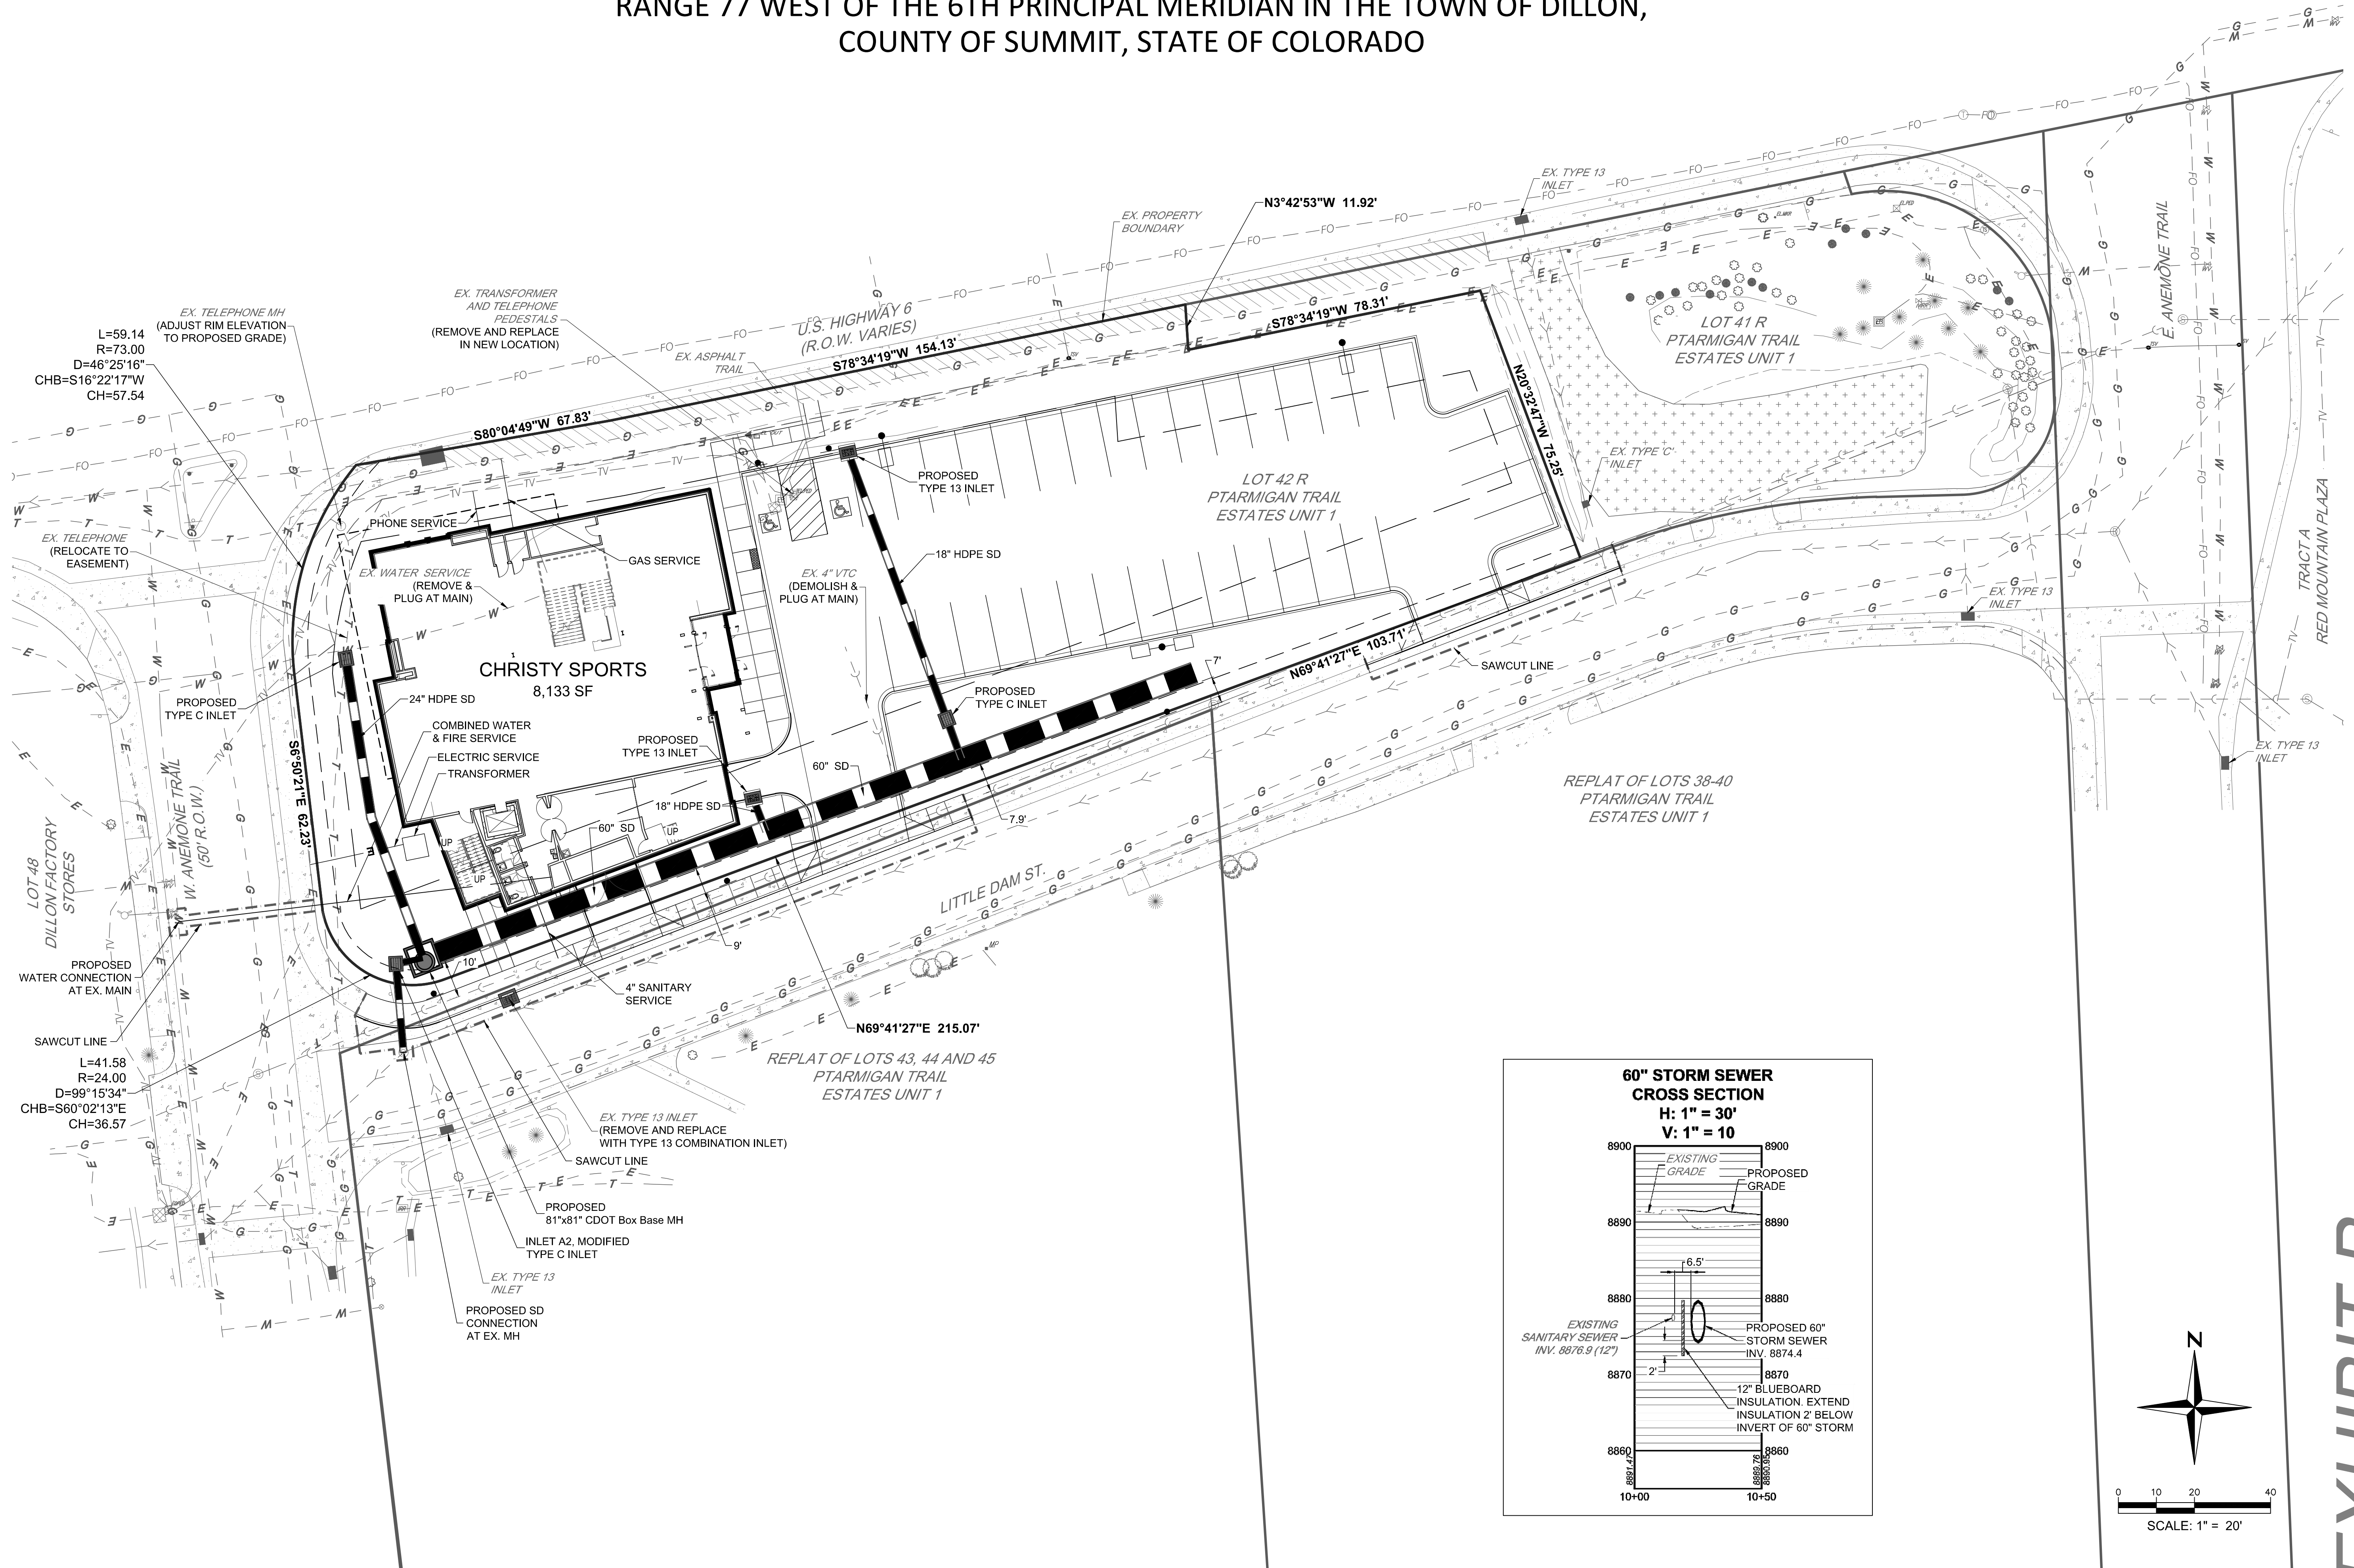 RANGE 77 WEST OF THE 6TH PRINCIPAL MERIDIAN IN THE TOWN OF DILLON,
COUNTY OF SUMMIT, STATE OF COLORADO
EX. TYPE 13
INLET
N3°42'53"W 11.92'
EX. PROPERTY
BOUNDARY
U.S. HIGHWAY 6
(R.O.W. VARIES)
EX. TRANSFORMER
AND TELEPHONE
PEDESTALS
(REMOVE AND REPLACE
IN NEW LOCATION)
EX. TELEPHONE MH
(ADJUST RIM ELEVATION
TO PROPOSED GRADE)
L=59.14
R=73.00
D=46°25'16"
CHB=S16°22'17"W
CH=57.54
EX. ASPHALT
TRAIL
S78°34'19"W 154.13'
S78°34'19"W 78.31'
S80°04'49"W 67.83'
N20°32'47"W 75.25'
LOT 41 R
PTARMIGAN TRAIL
ESTATES UNIT 1
E. ANEMONE TRAIL
TRACT A
RED MOUNTAIN PLAZA
EX. TYPE 'C'
INLET
LOT 42 R
PTARMIGAN TRAIL
ESTATES UNIT 1
PROPOSED
TYPE 13 INLET
PHONE SERVICE
EX. TELEPHONE
(RELOCATE TO
EASEMENT)
GAS SERVICE
18" HDPE SD
EX. WATER SERVICE
(REMOVE &
PLUG AT MAIN)
EX. 4" VTC
(DEMOLISH &
PLUG AT MAIN)
EX. TYPE 13
INLET
CHRISTY SPORTS
8,133 SF
N69°41'27"E 103.71'
7'
SAWCUT LINE
PROPOSED
TYPE C INLET
24" HDPE SD
PROPOSED
TYPE C INLET
COMBINED WATER
& FIRE SERVICE
ELECTRIC SERVICE
TRANSFORMER
PROPOSED
TYPE 13 INLET
60" SD
18" HDPE SD
60" SD
UP
UP
UP
7.9'
EX. TYPE 13
INLET
REPLAT OF LOTS 38-40
PTARMIGAN TRAIL
ESTATES UNIT 1
S6°50'21"E 62.23'
W. ANEMONE TRAIL
(50' R.O.W.)
LOT 48
DILLON FACTORY
STORES
LITTLE DAM ST.
9'
10'
PROPOSED
WATER CONNECTION
AT EX. MAIN
4" SANITARY
SERVICE
SAWCUT LINE
N69°41'27"E 215.07'
L=41.58
R=24.00
D=99°15'34"
CHB=S60°02'13"E
CH=36.57
REPLAT OF LOTS 43, 44 AND 45
PTARMIGAN TRAIL
ESTATES UNIT 1
EX. TYPE 13 INLET
(REMOVE AND REPLACE
WITH TYPE 13 COMBINATION INLET)
SAWCUT LINE
PROPOSED
81"x81" CDOT Box Base MH
INLET A2, MODIFIED
TYPE C INLET
EX. TYPE 13
INLET
PROPOSED SD
CONNECTION
AT EX. MH
60" STORM SEWER
CROSS SECTION
H: 1" = 30'
V: 1" = 10
8900 8900
EXISTING
GRADE
PROPOSED
GRADE
8890 8890
6.5'
8880 8880
EXISTING
SANITARY SEWER
INV. 8876.9 (12")
PROPOSED 60"
STORM SEWER
INV. 8874.4
2'
8870 8870
12" BLUEBOARD
INSULATION. EXTEND
INSULATION 2' BELOW
INVERT OF 60" STORM
8860 8860
8891.47
8889.76
8890.95
10+00 10+50
N
0 10 20 40
SCALE: 1" = 20'